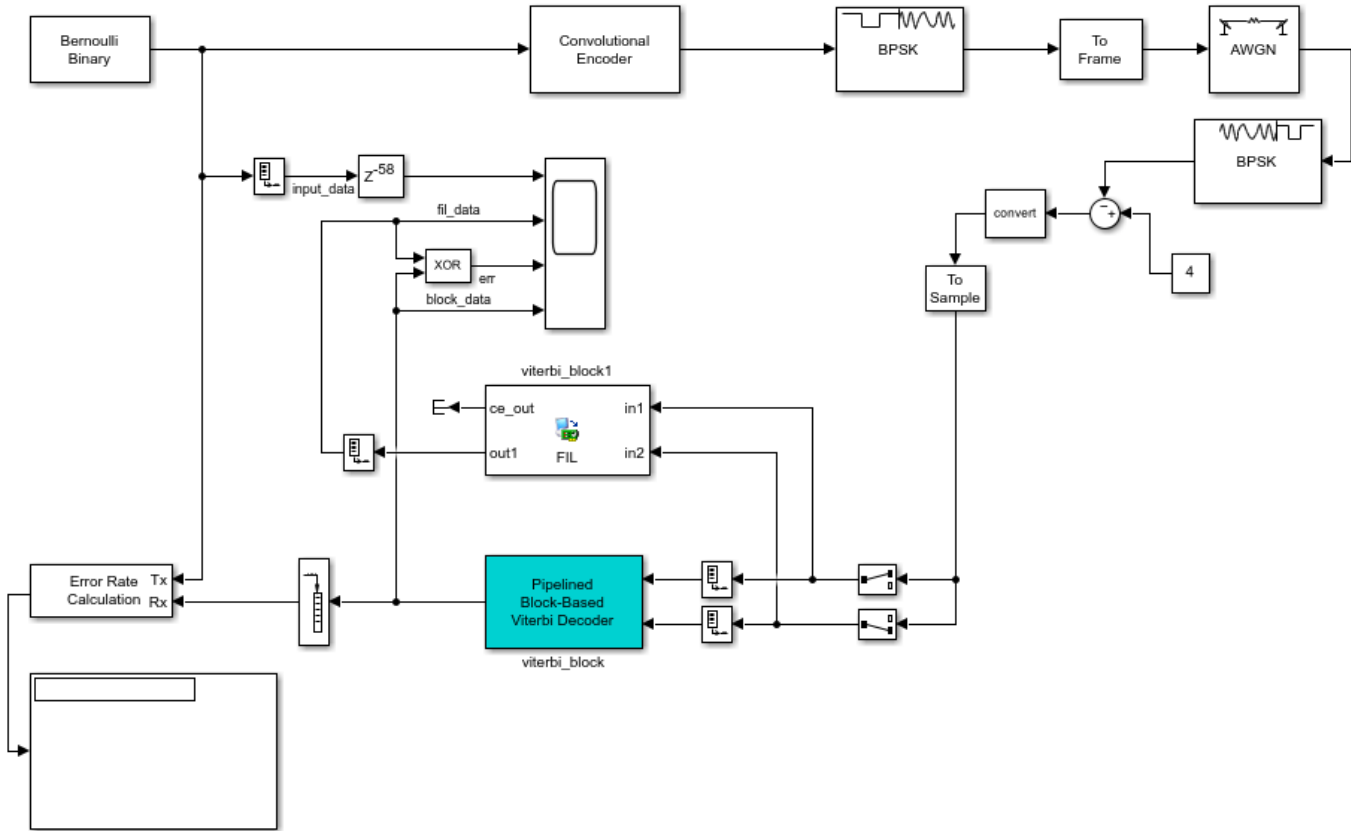 Bernoulli
Binary
Convolutional
Encoder
BPSK
To
Frame
AWGN
BPSK
input_data
Z-58
fil_data
XOR
err
block_data
convert
− +
4
To
Sample
viterbi_block1
ce_out
in1
out1
in2
FIL
Error Rate
Calculation
Tx
Rx
Pipelined
Block-Based
Viterbi Decoder
viterbi_block